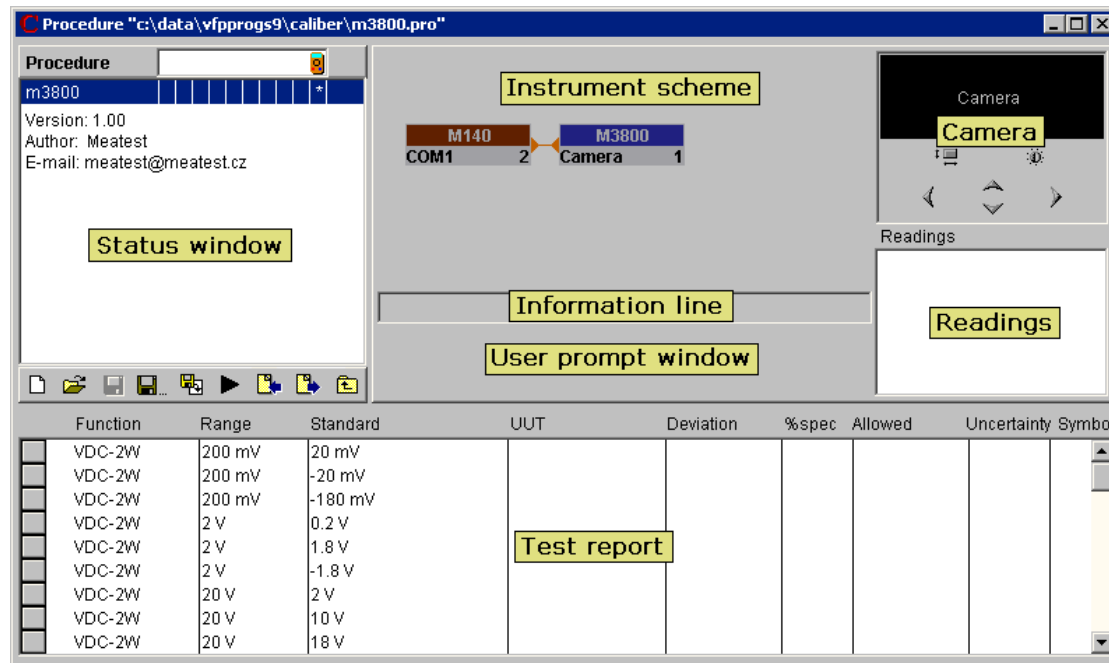 Procedure "c:\data\vfpprogs9\caliber\m3800.pro"
Procedure
m3800 *
Version: 1.00
Author: Meatest
E-mail: meatest@meatest.cz
Status window
Instrument scheme
M140 M3800
COM1 2 Camera 1
Information line
User prompt window
Camera
Camera
Readings
Readings
Function Range Standard UUT Deviation %spec Allowed Uncertainty Symbo
VDC-2W 200 mV 20 mV
VDC-2W 200 mV -20 mV
VDC-2W 200 mV -180 mV
VDC-2W 2 V 0.2 V
VDC-2W 2 V 1.8 V
VDC-2W 2 V -1.8 V
VDC-2W 20 V 2 V
VDC-2W 20 V 10 V
VDC-2W 20 V 18 V
Test report